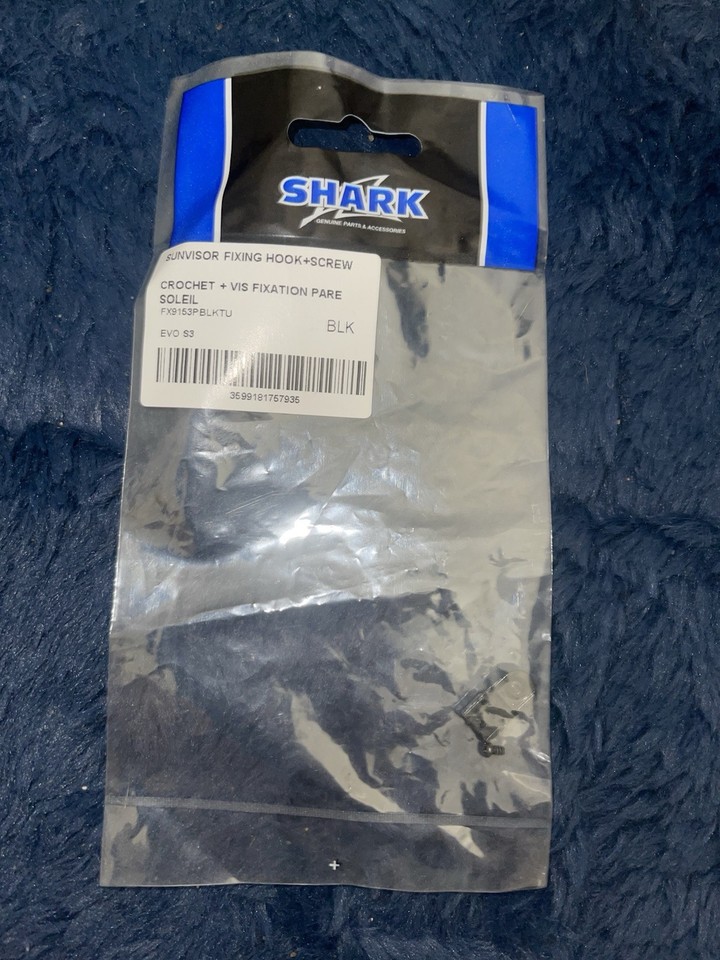 SHARK
GENUINE PARTS & ACCESSORIES
SUNVISOR FIXING HOOK+SCREW
CROCHET + VIS FIXATION PARE
SOLEIL
FX9153PBLKTU
BLK
EVO S3
3599181757935